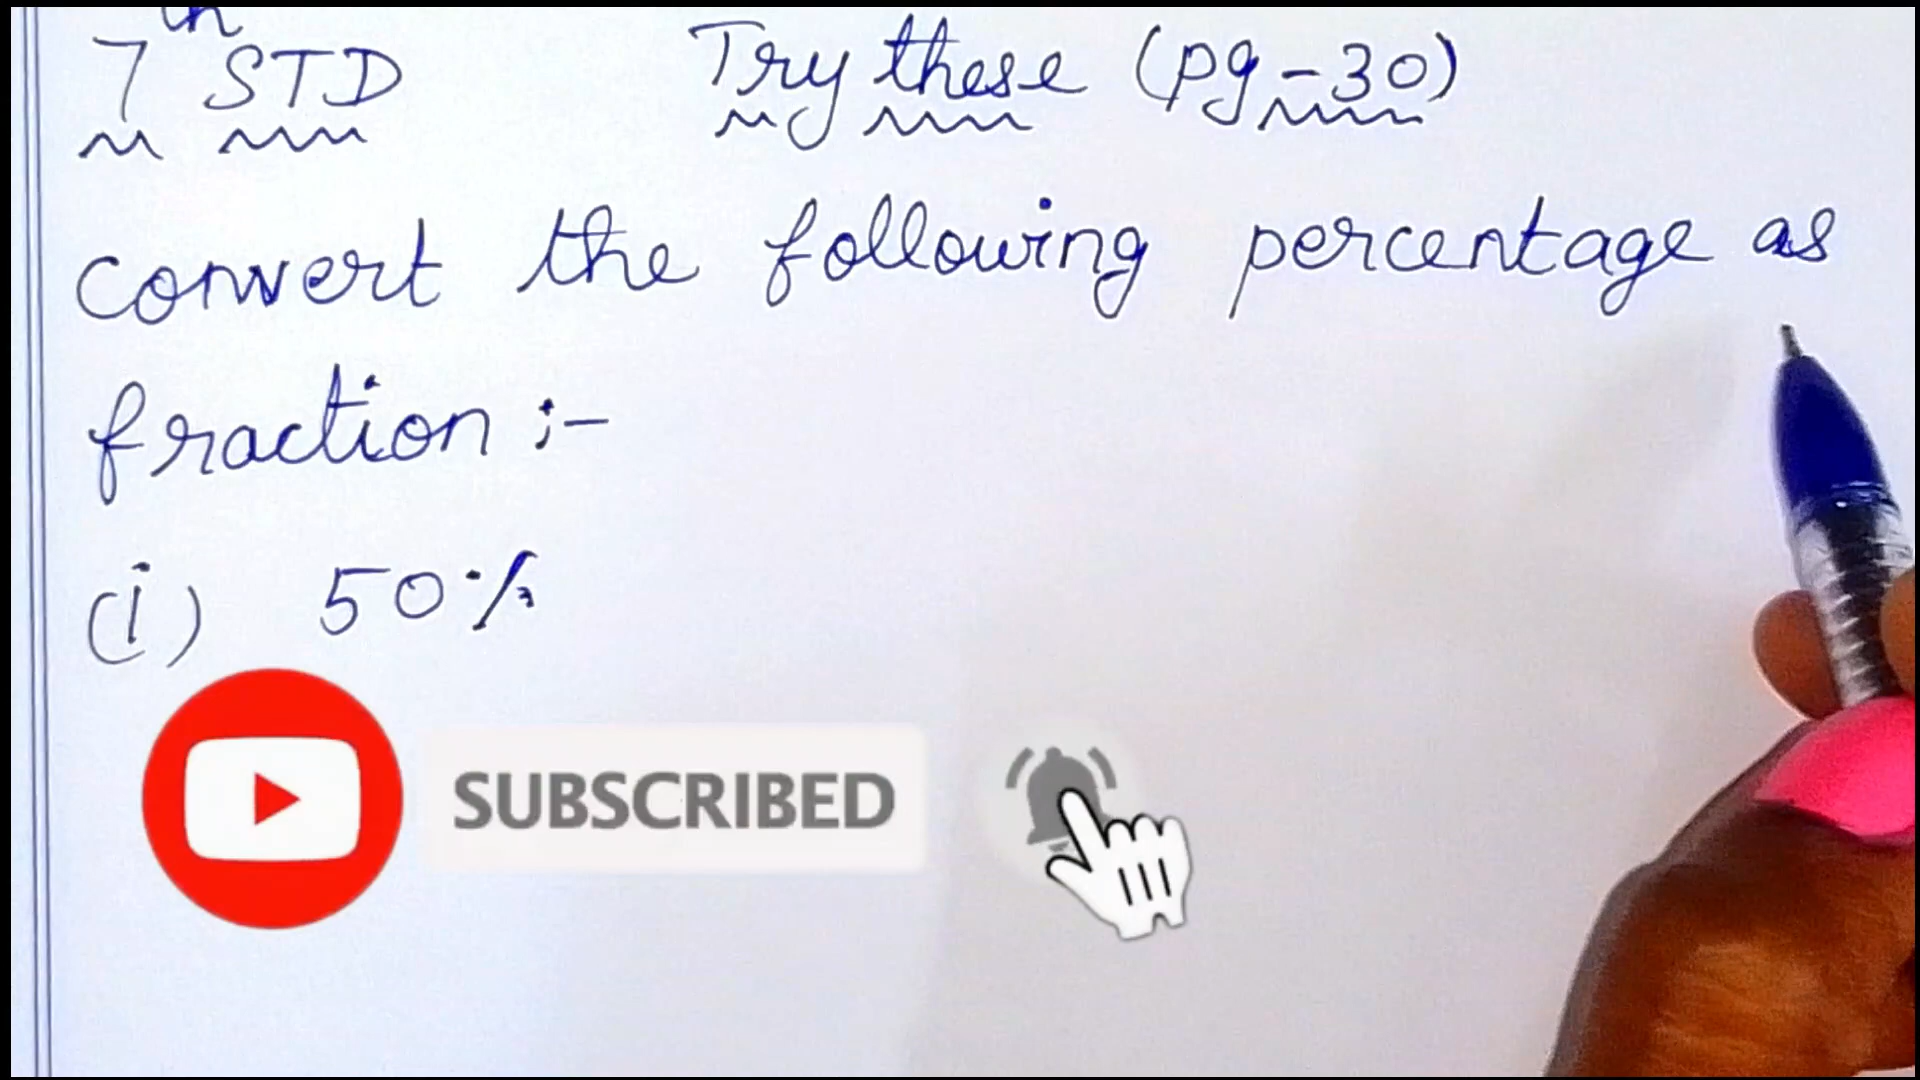 7th STD Try these (pg-30)
convert the following percentage as
fraction :-
(i) 50%
SUBSCRIBED